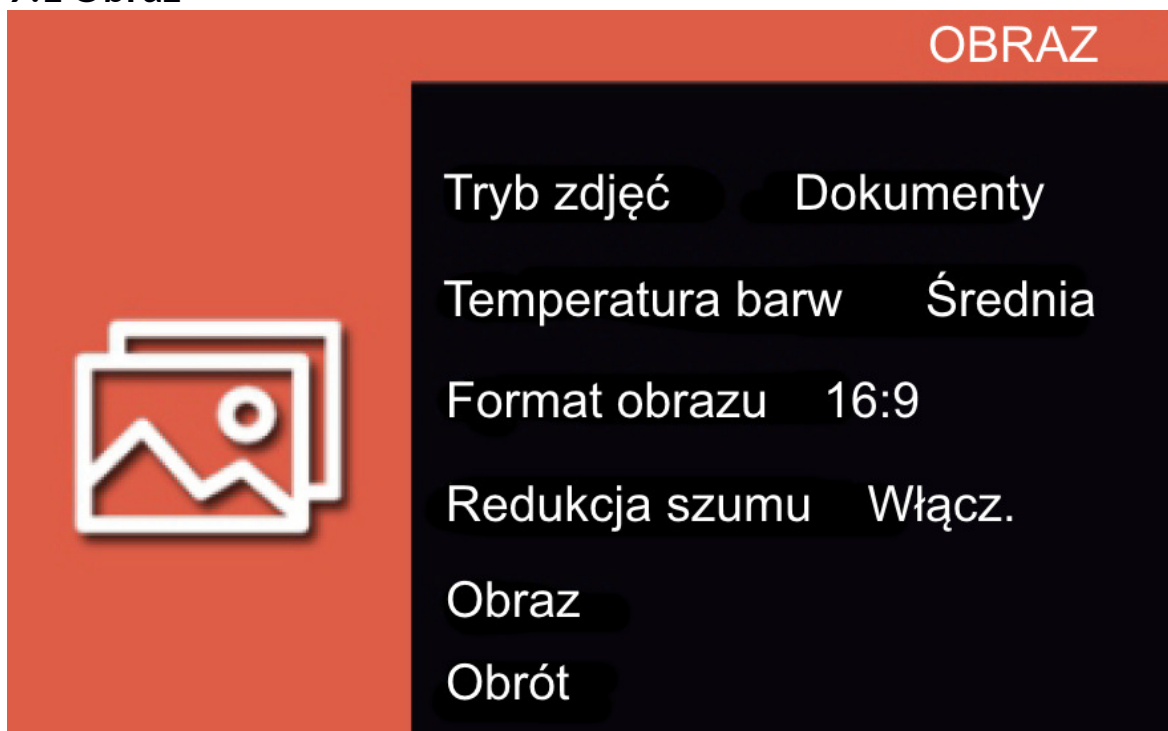 OBRAZ
Tryb zdjęć Dokumenty
Temperatura barw Średnia
Format obrazu 16:9
Redukcja szumu Włącz.
Obraz
Obrót